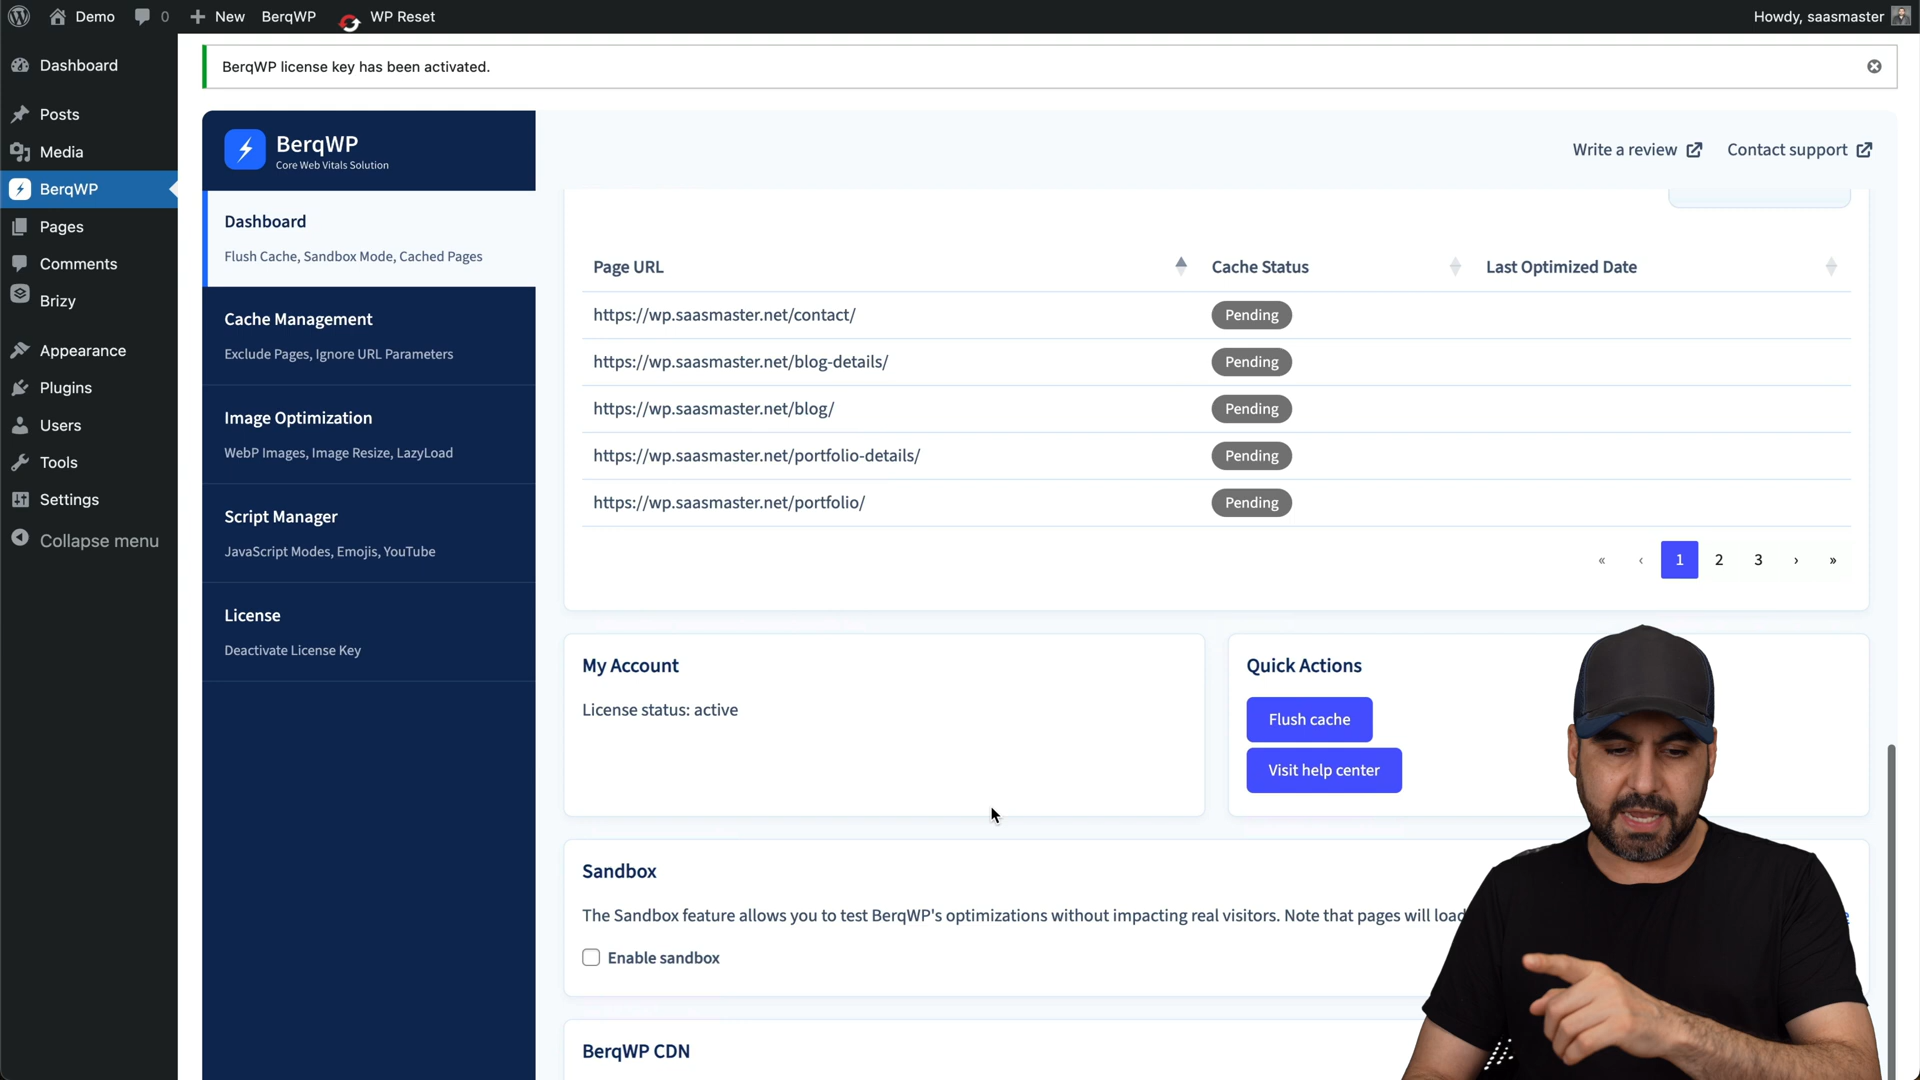 Demo 0 New BerqWP WP Reset Howdy, saasmaster
BerqWP license key has been activated.
Dashboard
Posts
Media
BerqWP
Pages
Comments
Brizy
Appearance
Plugins
Users
Tools
Settings
Collapse menu
BerqWP
Core Web Vitals Solution
Dashboard
Flush Cache, Sandbox Mode, Cached Pages
Cache Management
Exclude Pages, Ignore URL Parameters
Image Optimization
WebP Images, Image Resize, LazyLoad
Script Manager
JavaScript Modes, Emojis, YouTube
License
Deactivate License Key
Write a review Contact support
Page URL Cache Status Last Optimized Date
https://wp.saasmaster.net/contact/ Pending
https://wp.saasmaster.net/blog-details/ Pending
https://wp.saasmaster.net/blog/ Pending
https://wp.saasmaster.net/portfolio-details/ Pending
https://wp.saasmaster.net/portfolio/ Pending
« ‹ 1 2 3 › »
My Account
License status: active
Quick Actions
Flush cache
Visit help center
Sandbox
The Sandbox feature allows you to test BerqWP's optimizations without impacting real visitors. Note that pages will load
Enable sandbox
BerqWP CDN